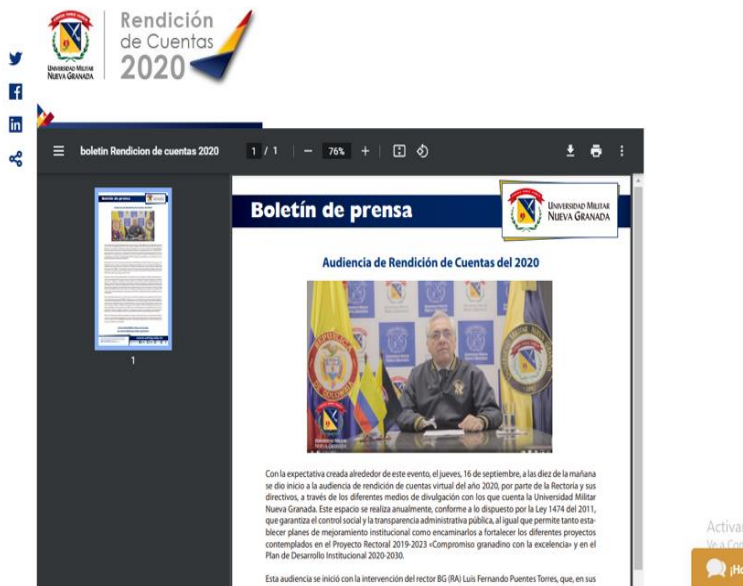 Rendición
de Cuentas
2020
UNIVERSIDAD MILITAR
NUEVA GRANADA
boletin Rendicion de cuentas 2020
1 / 1
76%
Boletín de prensa
UNIVERSIDAD MILITAR
NUEVA GRANADA
Audiencia de Rendición de Cuentas del 2020
REPUBLICA
DE COLOMBIA
1
Con la expectativa creada alrededor de este evento, el jueves, 16 de septiembre, a las diez de la mañana
se dio inicio a la audiencia de rendición de cuentas virtual del año 2020, por parte de la Rectoría y sus
directivos, a través de los diferentes medios de divulgación con los que cuenta la Universidad Militar
Nueva Granada. Este espacio se realiza anualmente, conforme a lo dispuesto por la Ley 1474 del 2011,
que garantiza el control social y la transparencia administrativa pública, al igual que permite tanto esta-
blecer planes de mejoramiento institucional como encaminarlos a fortalecer los diferentes proyectos
contemplados en el Proyecto Rectoral 2019-2023 «Compromiso granadino con la excelencia» y en el
Plan de Desarrollo Institucional 2020-2030.
Esta audiencia se inició con la intervención del rector BG (RA) Luis Fernando Puentes Torres, que, en sus
Activar
Ve a Con
¡Ho